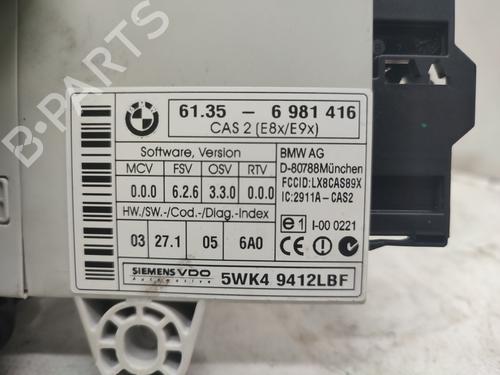 B-PARTS
BMW
61.35 - 6 981 416
CAS 2 (E8x/E9x)
Software, Version
MCV FSV OSV RTV
0.0.0 6.2.6 3.3.0 0.0.0
HW./SW.-/Cod.-/Diag.-Index
03 27.1 05 6A0
BMW AG
D-80788München
FCCID:LX8CAS89X
IC:2911A-CAS2
e1 I-00 0221
CE
SIEMENS VDO
Automotive
5WK4 9412LBF